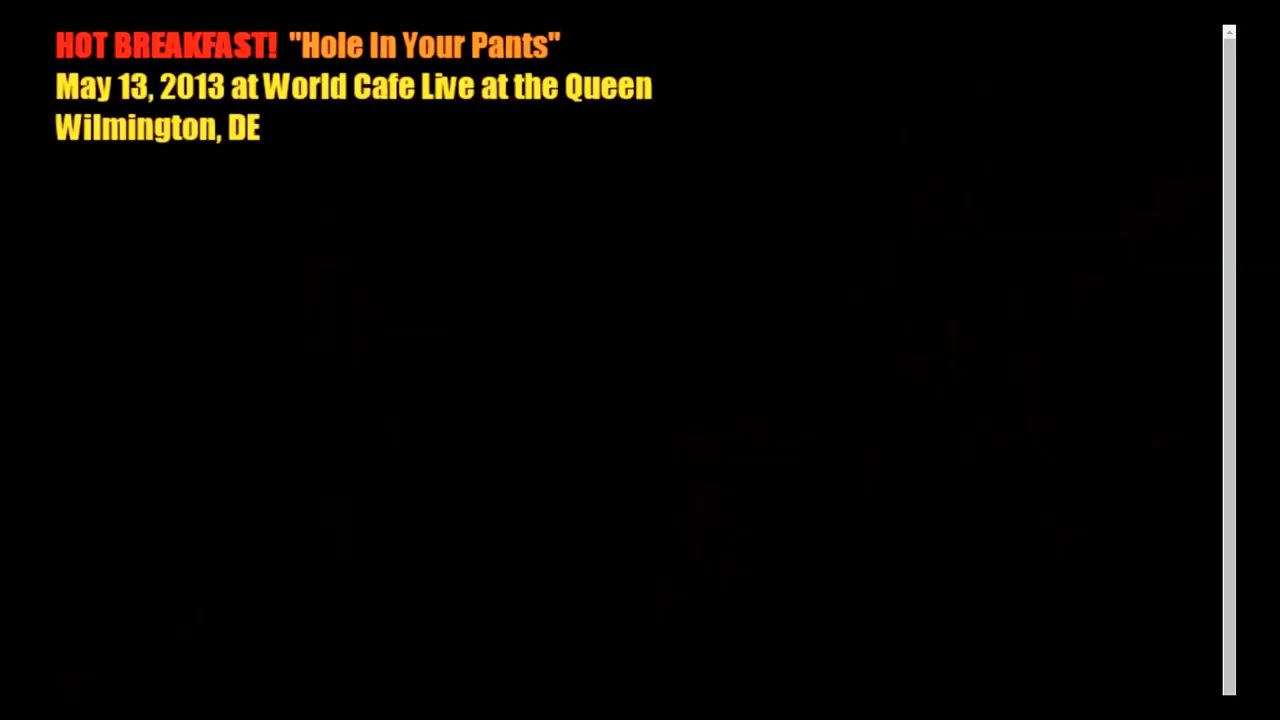 HOT BREAKFAST! "Hole In Your Pants"
May 13, 2013 at World Cafe Live at the Queen
Wilmington, DE